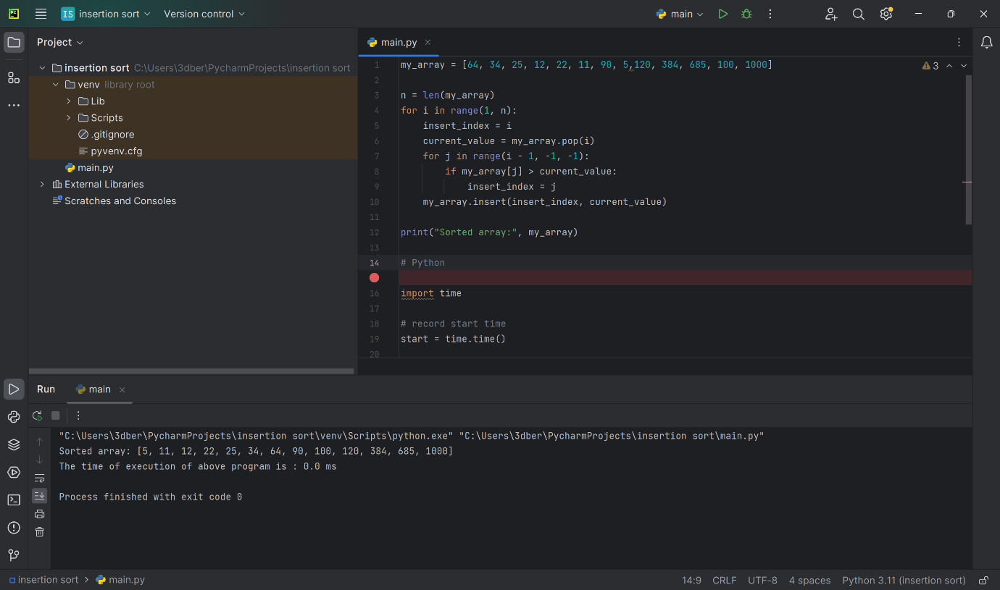 PC
IS insertion sort Version control main
Project
insertion sort C:\Users\3dber\PycharmProjects\insertion sort
venv library root
Lib
Scripts
.gitignore
pyvenv.cfg
main.py
External Libraries
Scratches and Consoles
main.py
3
1 my_array = [64, 34, 25, 12, 22, 11, 90, 5,120, 384, 685, 100, 1000]
2
3 n = len(my_array)
4 for i in range(1, n):
5 insert_index = i
6 current_value = my_array.pop(i)
7 for j in range(i - 1, -1, -1):
8 if my_array[j] > current_value:
9 insert_index = j
10 my_array.insert(insert_index, current_value)
11
12 print("Sorted array:", my_array)
13
14 # Python
16 import time
17
18 # record start time
19 start = time.time()
20
Run main
"C:\Users\3dber\PycharmProjects\insertion sort\venv\Scripts\python.exe" "C:\Users\3dber\PycharmProjects\insertion sort\main.py"
Sorted array: [5, 11, 12, 22, 25, 34, 64, 90, 100, 120, 384, 685, 1000]
The time of execution of above program is : 0.0 ms
Process finished with exit code 0
insertion sort > main.py
14:9 CRLF UTF-8 4 spaces Python 3.11 (insertion sort)